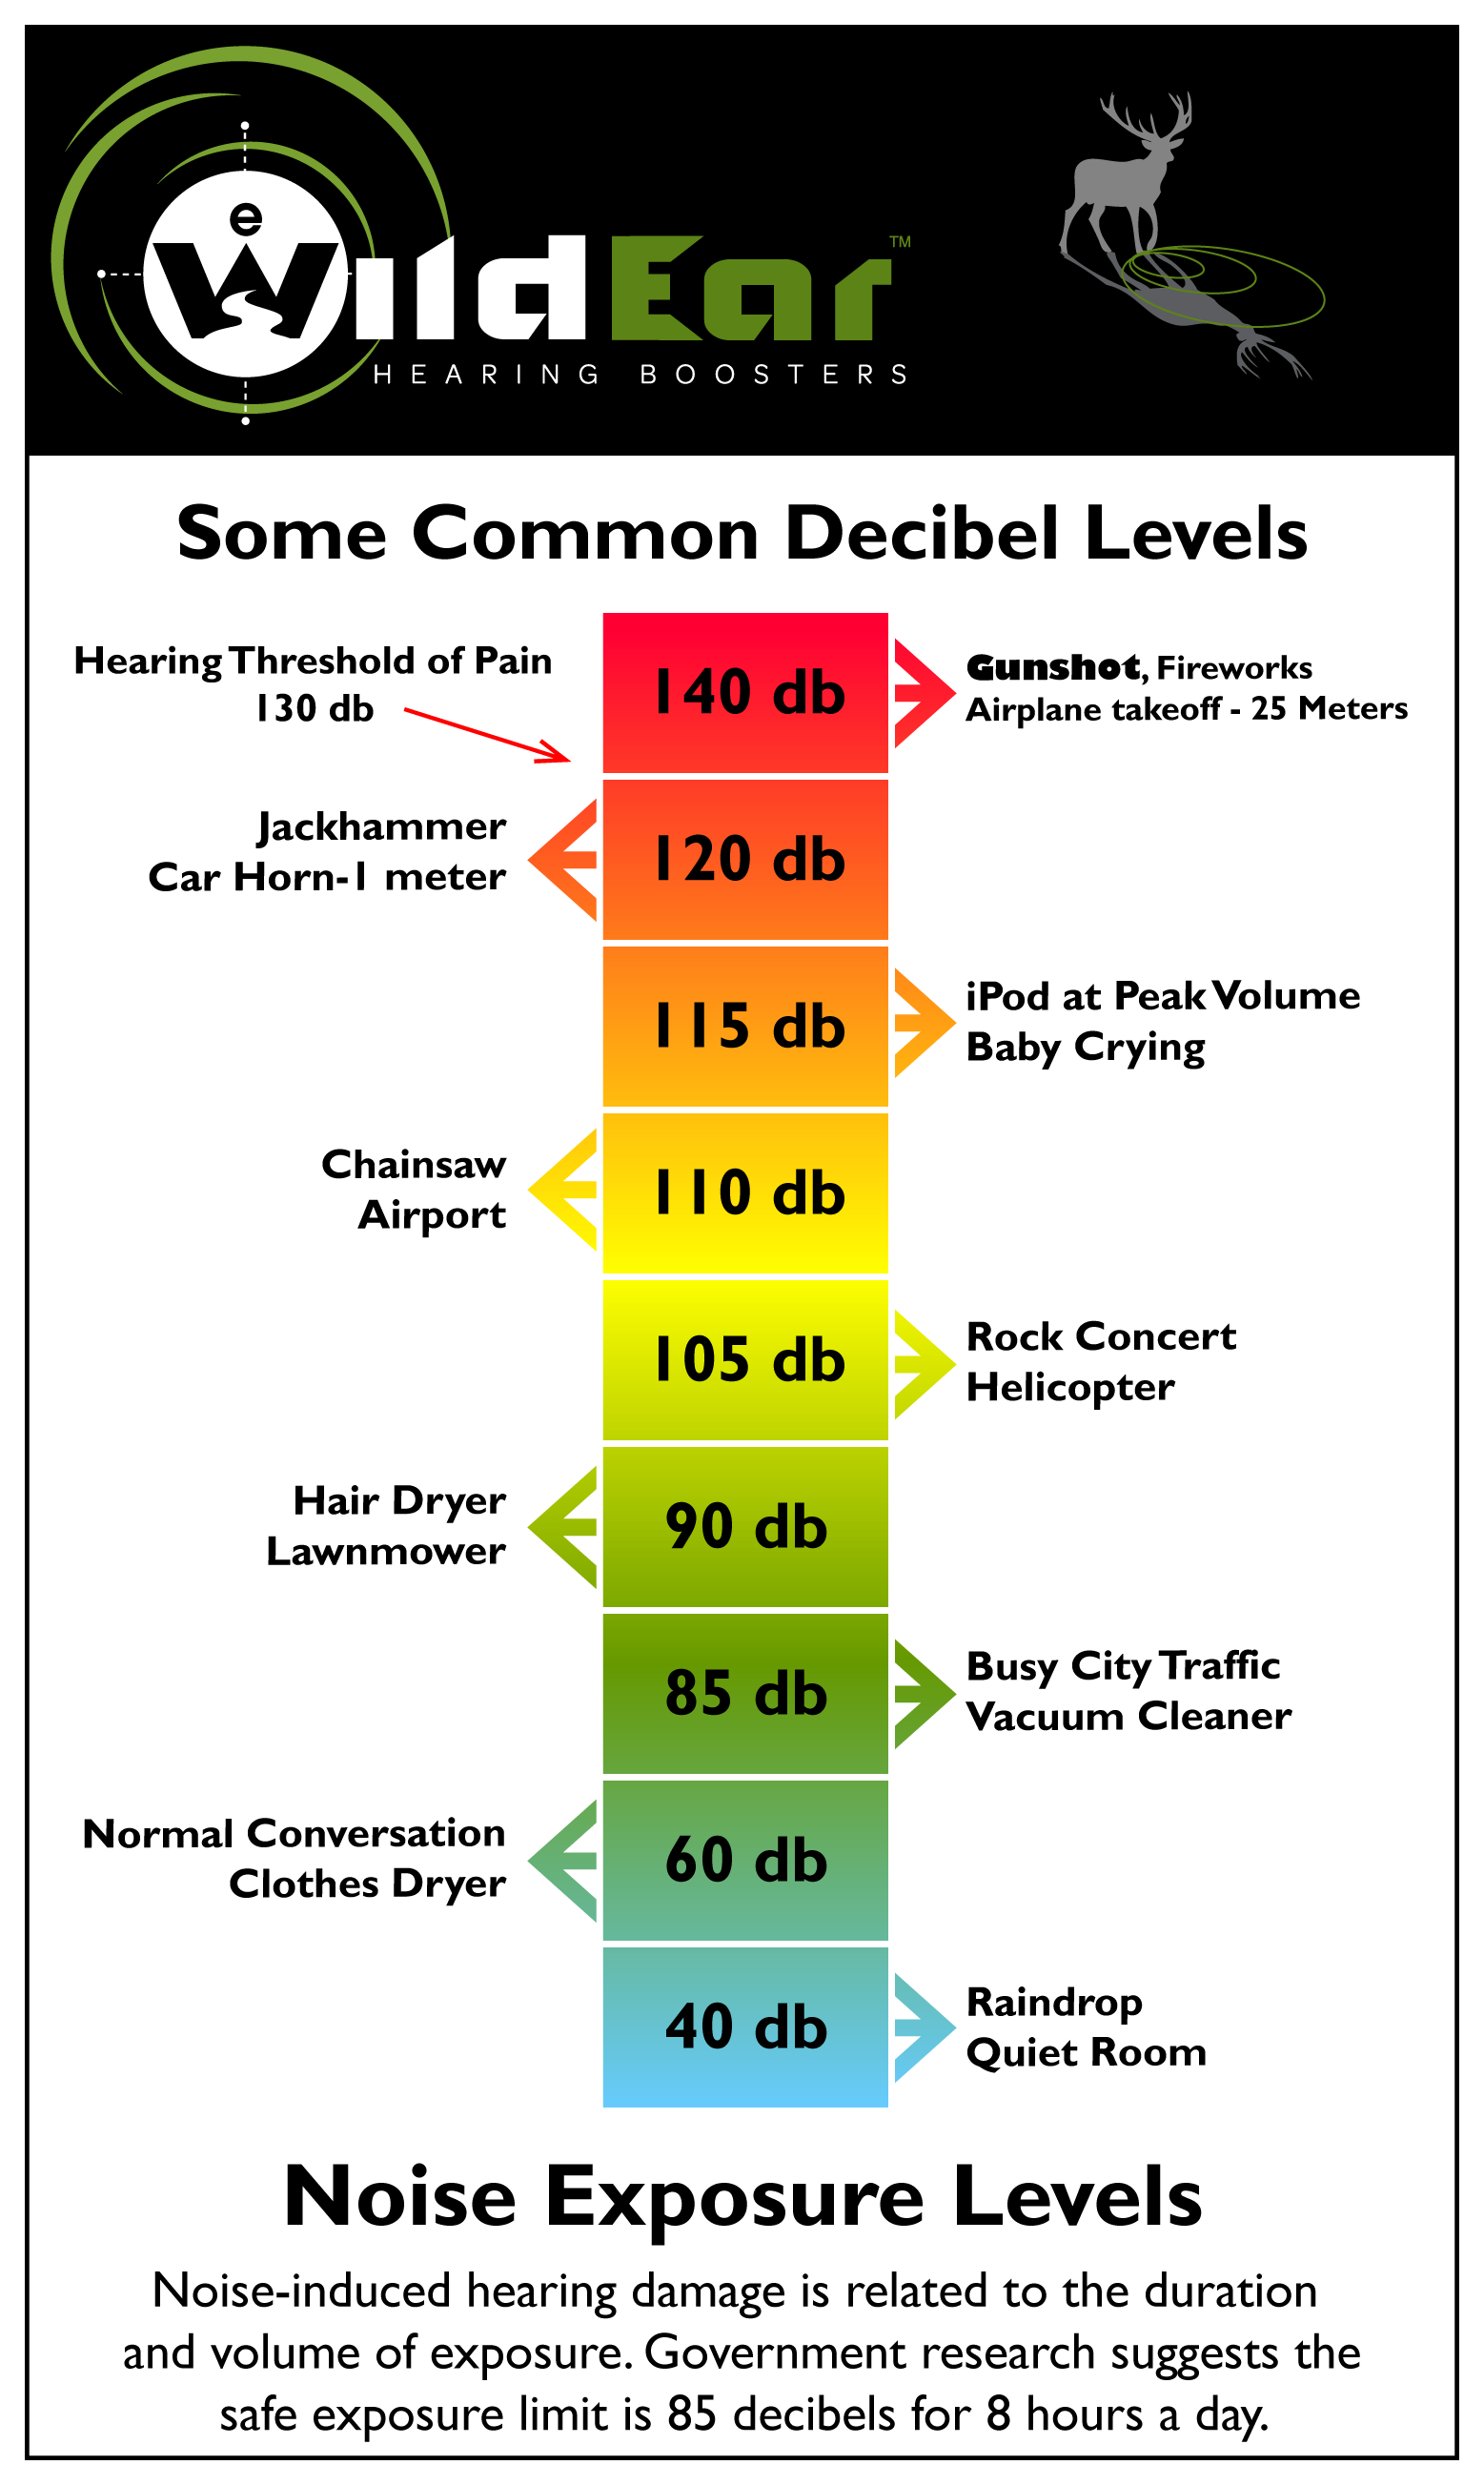 eWildEar™
HEARING BOOSTERS
Some Common Decibel Levels
Hearing Threshold of Pain
130 db
140 db
Gunshot, Fireworks
Airplane takeoff - 25 Meters
Jackhammer
Car Horn-1 meter
120 db
115 db
iPod at Peak Volume
Baby Crying
Chainsaw
Airport
110 db
105 db
Rock Concert
Helicopter
Hair Dryer
Lawnmower
90 db
85 db
Busy City Traffic
Vacuum Cleaner
Normal Conversation
Clothes Dryer
60 db
40 db
Raindrop
Quiet Room
Noise Exposure Levels
Noise-induced hearing damage is related to the duration
and volume of exposure. Government research suggests the
safe exposure limit is 85 decibels for 8 hours a day.